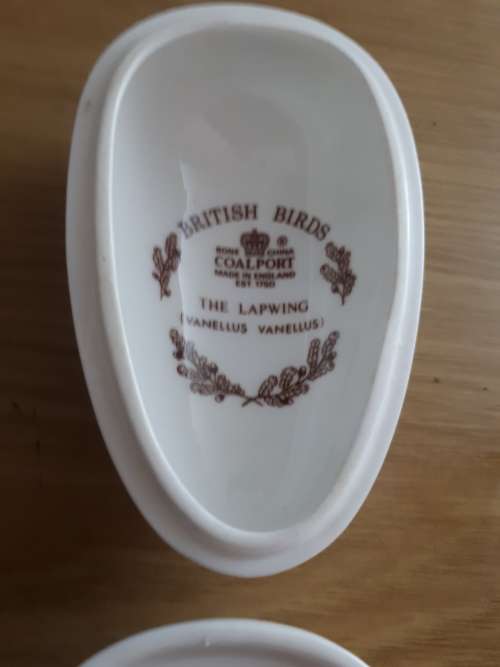 BRITISH BIRDS
BONE CHINA
®
COALPORT
MADE IN ENGLAND
EST. 1750
THE LAPWING
(VANELLUS VANELLUS)